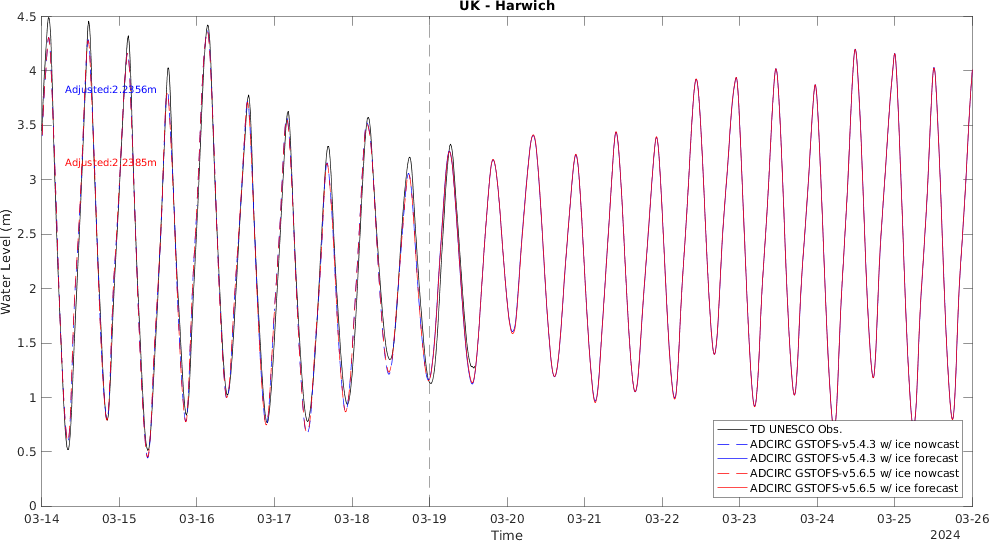 UK - Harwich
4.5
4
3.5
3
2.5
2
1.5
1
0.5
0
Water Level (m)
Adjusted:2.2356m
Adjusted:2.2385m
TD UNESCO Obs.
ADCIRC GSTOFS-v5.4.3 w/ ice nowcast
ADCIRC GSTOFS-v5.4.3 w/ ice forecast
ADCIRC GSTOFS-v5.6.5 w/ ice nowcast
ADCIRC GSTOFS-v5.6.5 w/ ice forecast
03-14 03-15 03-16 03-17 03-18 03-19 03-20 03-21 03-22 03-23 03-24 03-25 03-26
Time
2024